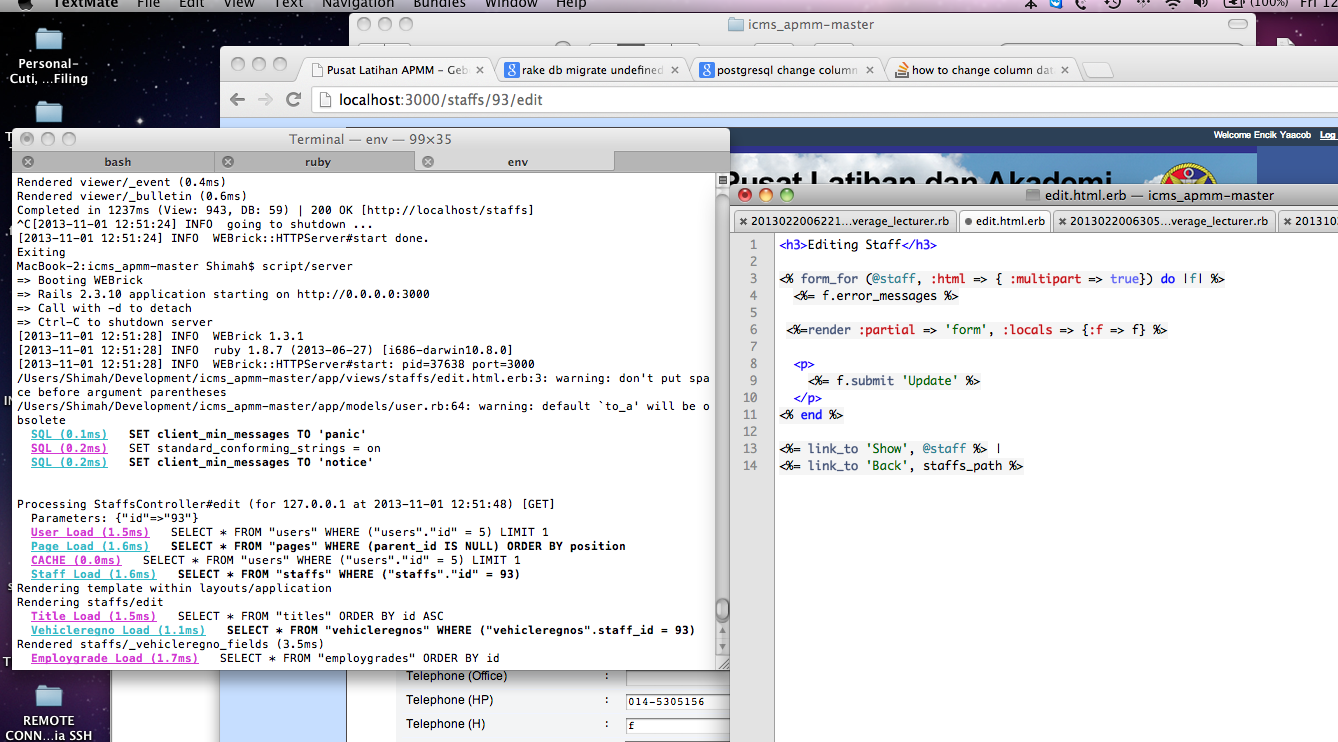 TextMate File Edit View Text Navigation Bundles Window Help (100%) Fri 12
icms_apmm-master
Personal-
Cuti, ...Filing
Pusat Latihan APMM – Geb
rake db migrate undefined
postgresql change column
how to change column dat
localhost:3000/staffs/93/edit
Welcome Encik Yaacob Log
Pusat Latihan dan Akademi
Terminal — env — 99×35
bash ruby env
Rendered viewer/_event (0.4ms)
Rendered viewer/_bulletin (0.6ms)
Completed in 1237ms (View: 943, DB: 59) | 200 OK [http://localhost/staffs]
^C[2013-11-01 12:51:24] INFO  going to shutdown ...
[2013-11-01 12:51:24] INFO  WEBrick::HTTPServer#start done.
Exiting
MacBook-2:icms_apmm-master Shimah$ script/server
=> Booting WEBrick
=> Rails 2.3.10 application starting on http://0.0.0.0:3000
=> Call with -d to detach
=> Ctrl-C to shutdown server
[2013-11-01 12:51:28] INFO  WEBrick 1.3.1
[2013-11-01 12:51:28] INFO  ruby 1.8.7 (2013-06-27) [i686-darwin10.8.0]
[2013-11-01 12:51:28] INFO  WEBrick::HTTPServer#start: pid=37638 port=3000
/Users/Shimah/Development/icms_apmm-master/app/views/staffs/edit.html.erb:3: warning: don't put spa
ce before argument parentheses
/Users/Shimah/Development/icms_apmm-master/app/models/user.rb:64: warning: default `to_a' will be o
bsolete
SQL (0.1ms)   SET client_min_messages TO 'panic'
SQL (0.2ms)   SET standard_conforming_strings = on
SQL (0.2ms)   SET client_min_messages TO 'notice'
Processing StaffsController#edit (for 127.0.0.1 at 2013-11-01 12:51:48) [GET]
Parameters: {"id"=>"93"}
User Load (1.5ms)   SELECT * FROM "users" WHERE ("users"."id" = 5) LIMIT 1
Page Load (1.6ms)   SELECT * FROM "pages" WHERE (parent_id IS NULL) ORDER BY position
CACHE (0.0ms)   SELECT * FROM "users" WHERE ("users"."id" = 5) LIMIT 1
Staff Load (1.6ms)   SELECT * FROM "staffs" WHERE ("staffs"."id" = 93)
Rendering template within layouts/application
Rendering staffs/edit
Title Load (1.5ms)   SELECT * FROM "titles" ORDER BY id ASC
Vehicleregno Load (1.1ms)   SELECT * FROM "vehicleregnos" WHERE ("vehicleregnos".staff_id = 93)
Rendered staffs/_vehicleregno_fields (3.5ms)
Employgrade Load (1.7ms)   SELECT * FROM "employgrades" ORDER BY id
edit.html.erb — icms_apmm-master
2013022006221...verage_lecturer.rb
edit.html.erb
2013022006305...verage_lecturer.rb
201310
1 <h3>Editing Staff</h3>
2
3 <% form_for (@staff, :html => { :multipart => true}) do |f| %>
4 <%= f.error_messages %>
5
6 <%=render :partial => 'form', :locals => {:f => f} %>
7
8 <p>
9 <%= f.submit 'Update' %>
10 </p>
11 <% end %>
12
13 <%= link_to 'Show', @staff %> |
14 <%= link_to 'Back', staffs_path %>
Telephone (Office) :
Telephone (HP) : 014-5305156
Telephone (H) : f
REMOTE
CONN...ia SSH